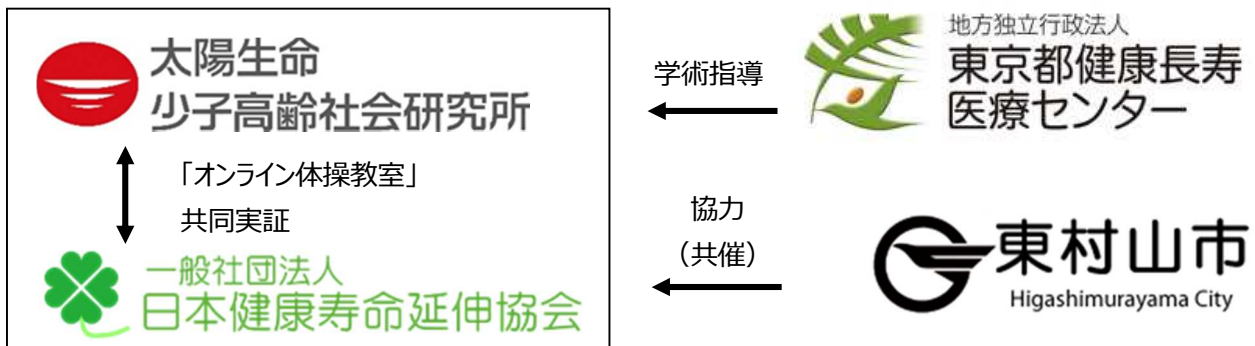 太陽生命
少子高齢社会研究所
「オンライン体操教室」
共同実証
一般社団法人
日本健康寿命延伸協会
学術指導
地方独立行政法人
東京都健康長寿
医療センター
協力
（共催）
東村山市
Higashimurayama City